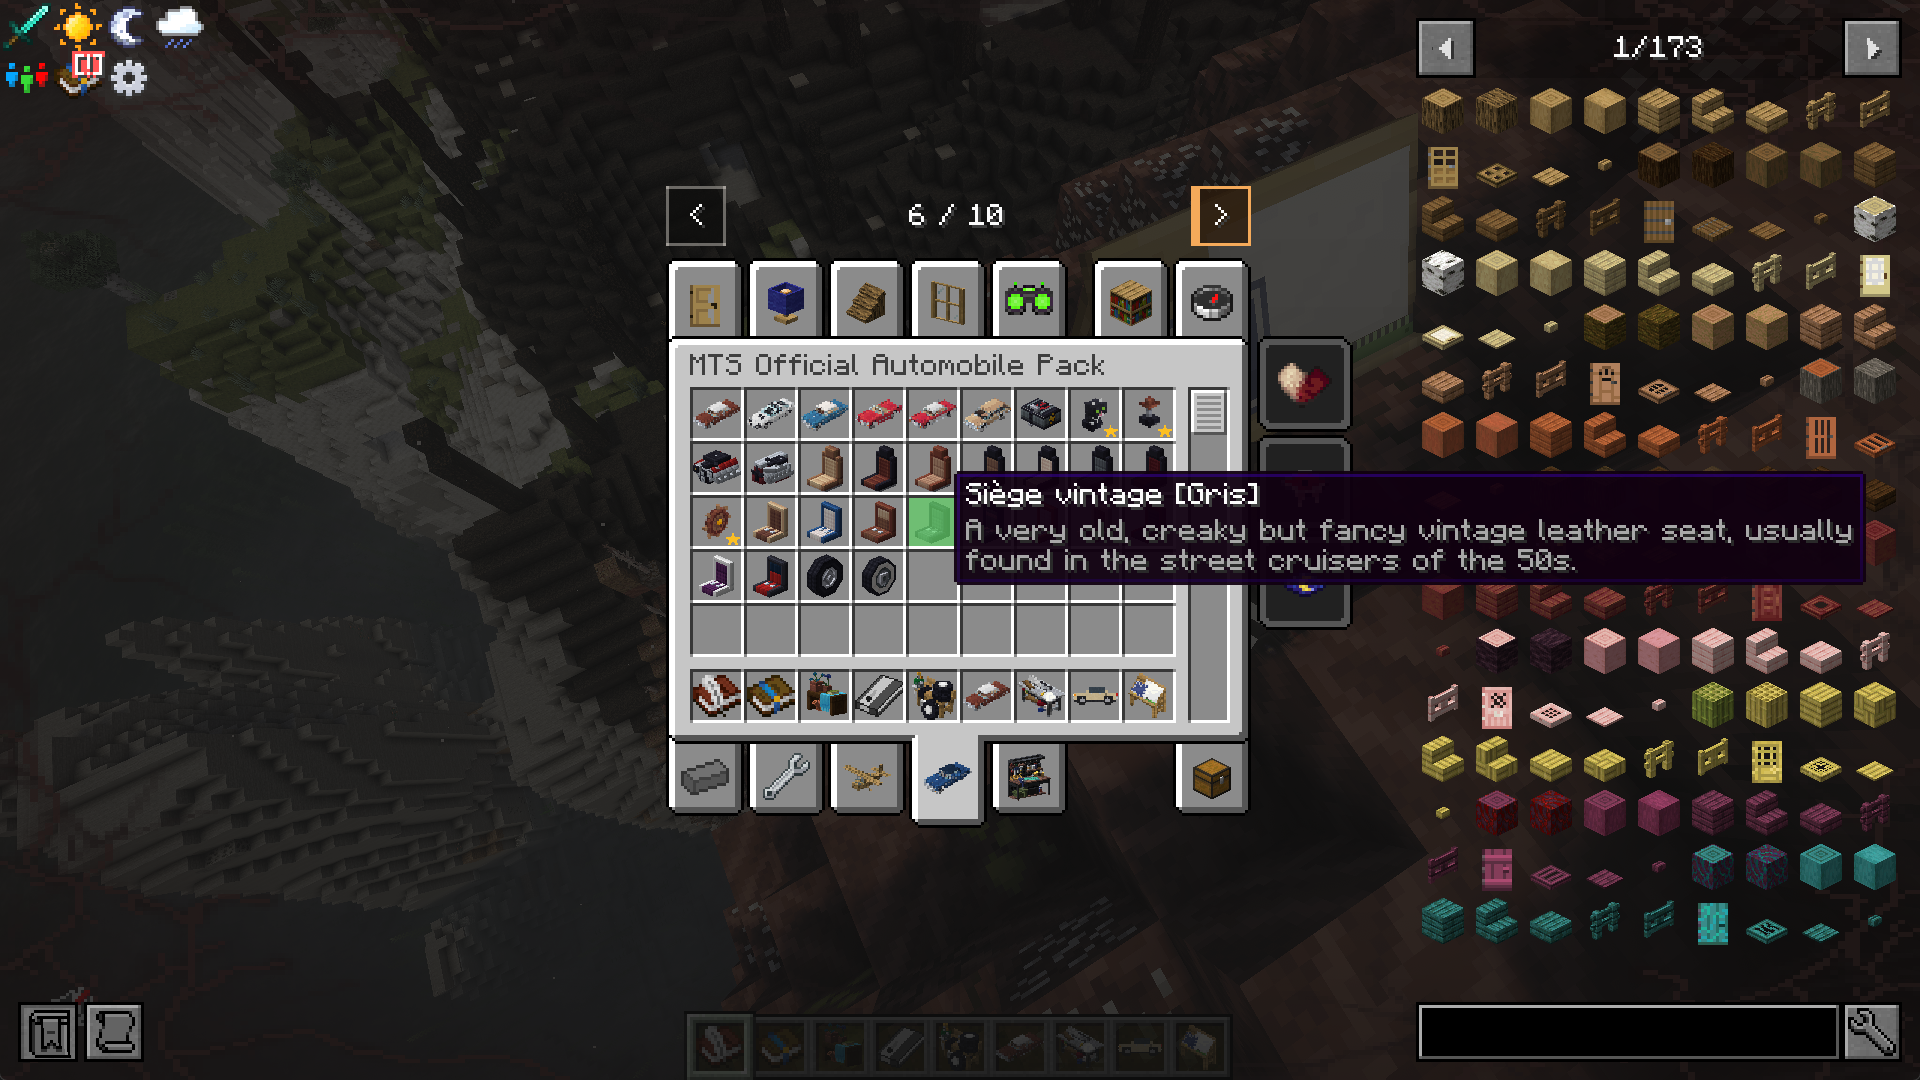 1/173
6 / 10
MTS Official Automobile Pack
Siège vintage [Gris]
A very old, creaky but fancy vintage leather seat, usually
found in the street cruisers of the 50s.